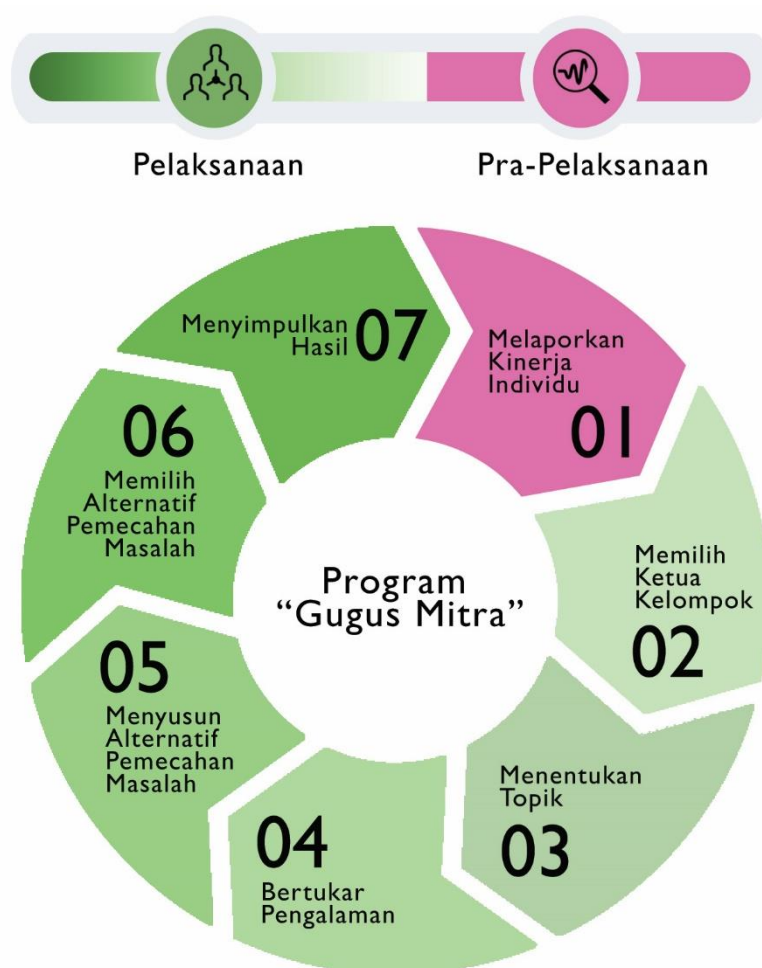 Pelaksanaan
Pra-Pelaksanaan
Melaporkan
Kinerja
Individu
01
Memilih
Ketua
Kelompok
02
Menentukan
Topik
03
04
Bertukar
Pengalaman
05
Menyusun
Alternatif
Pemecahan
Masalah
06
Memilih
Alternatif
Pemecahan
Masalah
Menyimpulkan
Hasil
07
Program
“Gugus Mitra”